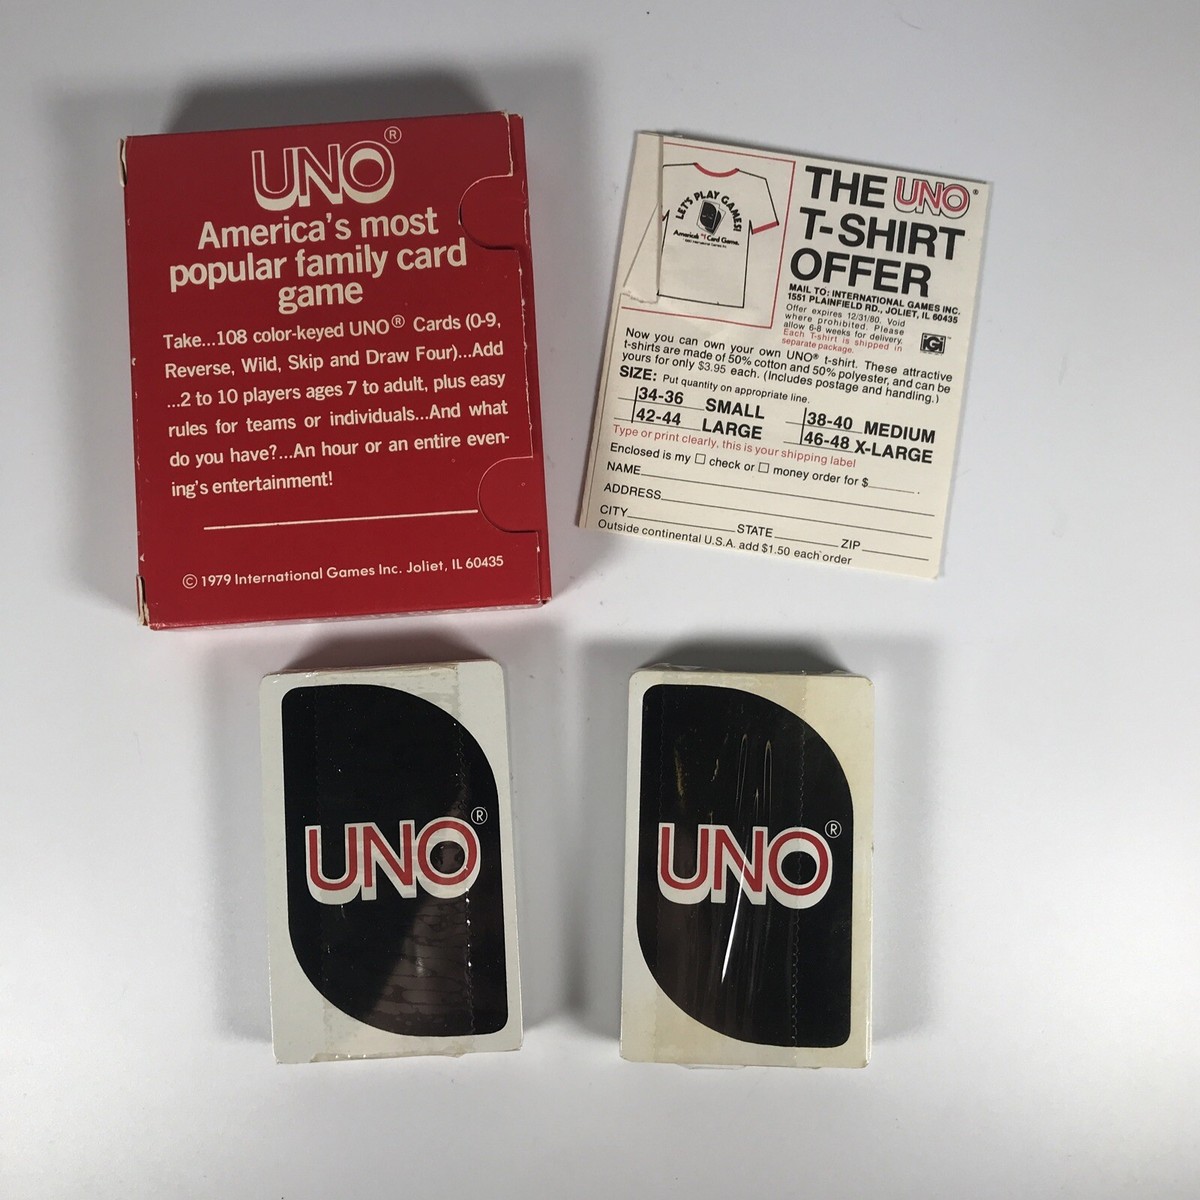 UNO®
America's most
popular family card
game
Take...108 color-keyed UNO® Cards (0-9,
Reverse, Wild, Skip and Draw Four)...Add
...2 to 10 players ages 7 to adult, plus easy
rules for teams or individuals...And what
do you have?...An hour or an entire even-
ing's entertainment!
© 1979 International Games Inc. Joliet, IL 60435
LET'S PLAY GAMES!
America's #1 Card Game.
THE UNO®
T-SHIRT
OFFER
MAIL TO: INTERNATIONAL GAMES INC.
1551 PLAINFIELD RD., JOLIET, IL 60435
Offer expires 12/31/80. Void
where prohibited. Please
allow 6-8 weeks for delivery.
Each T-shirt is shipped in
separate package.
Now you can own your own UNO® t-shirt. These attractive
t-shirts are made of 50% cotton and 50% polyester, and can be
yours for only $3.95 each. (Includes postage and handling.)
SIZE: Put quantity on appropriate line.
34-36 SMALL 38-40 MEDIUM
42-44 LARGE 46-48 X-LARGE
Type or print clearly, this is your shipping label
Enclosed is my □ check or □ money order for $______.
NAME
ADDRESS
CITY STATE ZIP
Outside continental U.S.A. add $1.50 each order
UNO®
UNO®